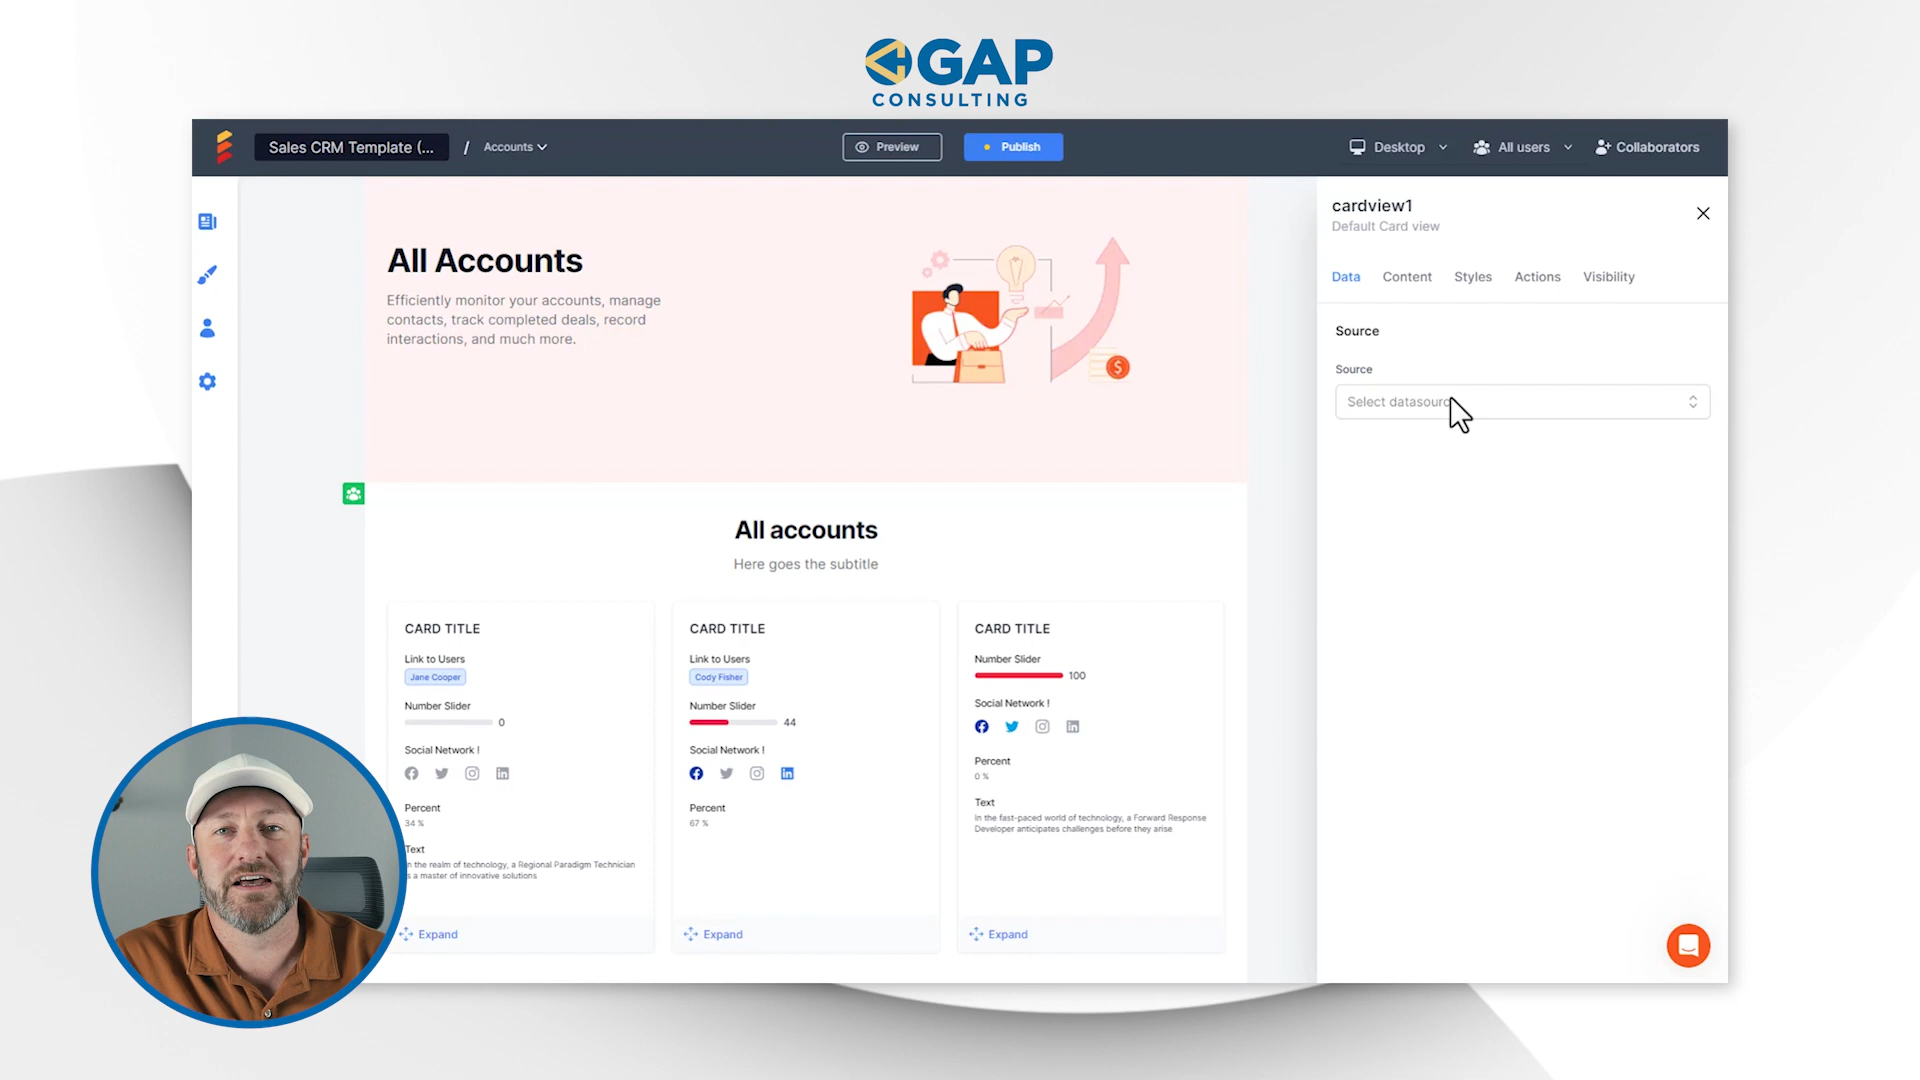 GAP
CONSULTING
Sales CRM Template (...
/
Accounts
Preview
Publish
Desktop
All users
Collaborators
All Accounts
Efficiently monitor your accounts, manage
contacts, track completed deals, record
interactions, and much more.
$
cardview1
Default Card view
Data
Content
Styles
Actions
Visibility
Source
Source
Select datasourc
All accounts
Here goes the subtitle
CARD TITLE
Link to Users
Jane Cooper
Number Slider
0
Social Network !
Percent
34 %
Text
n the realm of technology, a Regional Paradigm Technician
s a master of innovative solutions
Expand
CARD TITLE
Link to Users
Cody Fisher
Number Slider
44
Social Network !
Percent
67 %
Expand
CARD TITLE
Number Slider
100
Social Network !
Percent
0 %
Text
In the fast-paced world of technology, a Forward Response
Developer anticipates challenges before they arise
Expand